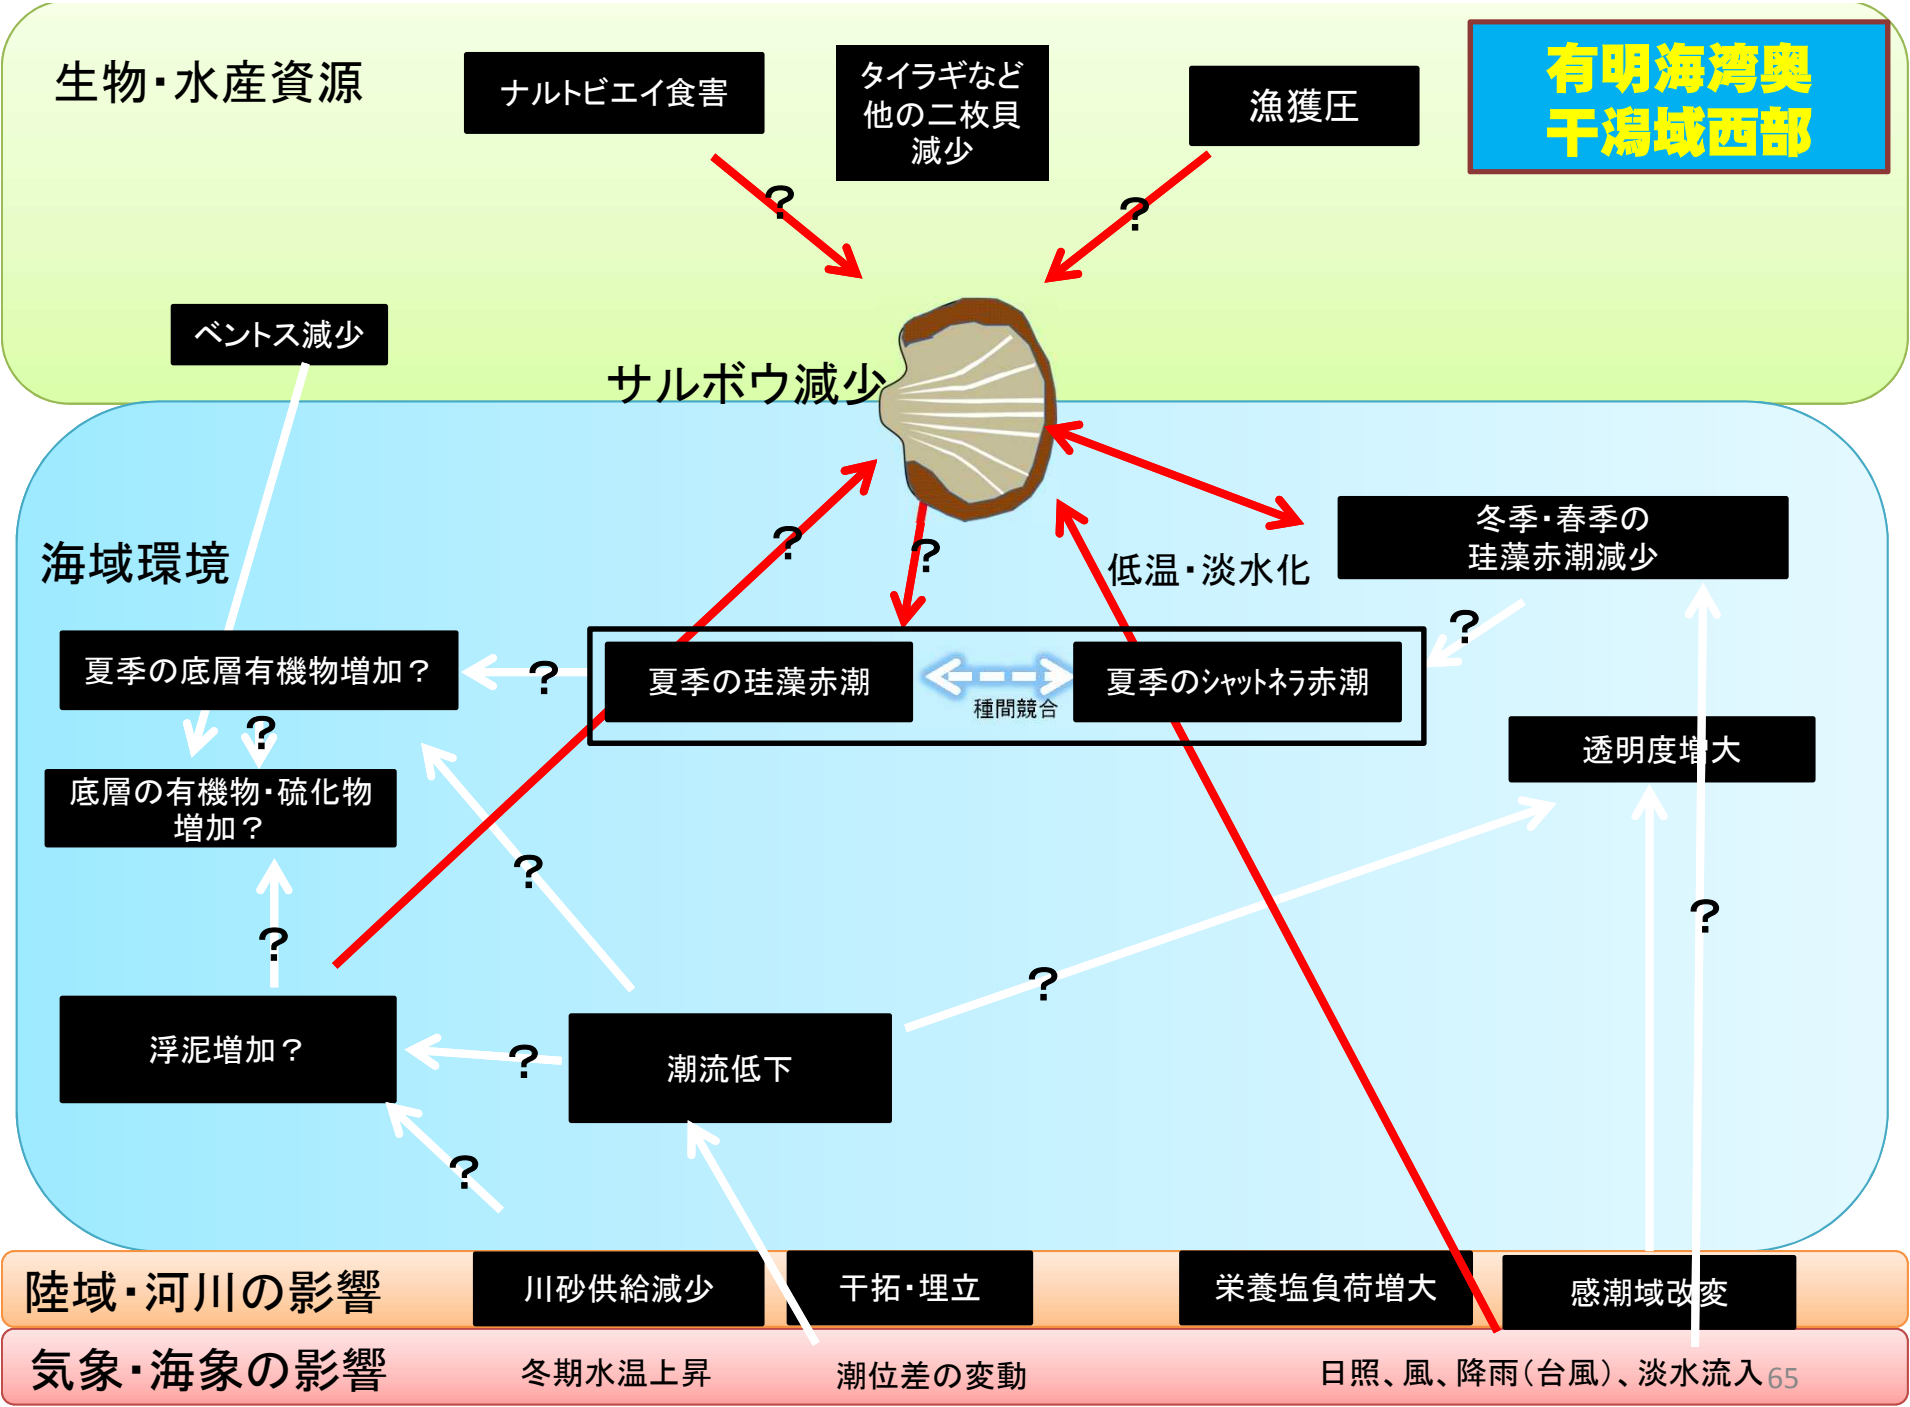 生物・水産資源
ナルトビエイ食害
タイラギなど
他の二枚貝
減少
漁獲圧
有明海湾奥
干潟域西部
?
?
ベントス減少
サルボウ減少
海域環境
?
?
低温・淡水化
冬季・春季の
珪藻赤潮減少
?
夏季の底層有機物増加?
?
夏季の珪藻赤潮
種間競合
夏季のシャットネラ赤潮
?
透明度増大
底層の有機物・硫化物
増加?
?
?
?
?
浮泥増加?
?
潮流低下
?
陸域・河川の影響
川砂供給減少
干拓・埋立
栄養塩負荷増大
感潮域改変
気象・海象の影響
冬期水温上昇
潮位差の変動
日照、風、降雨(台風)、淡水流入
65